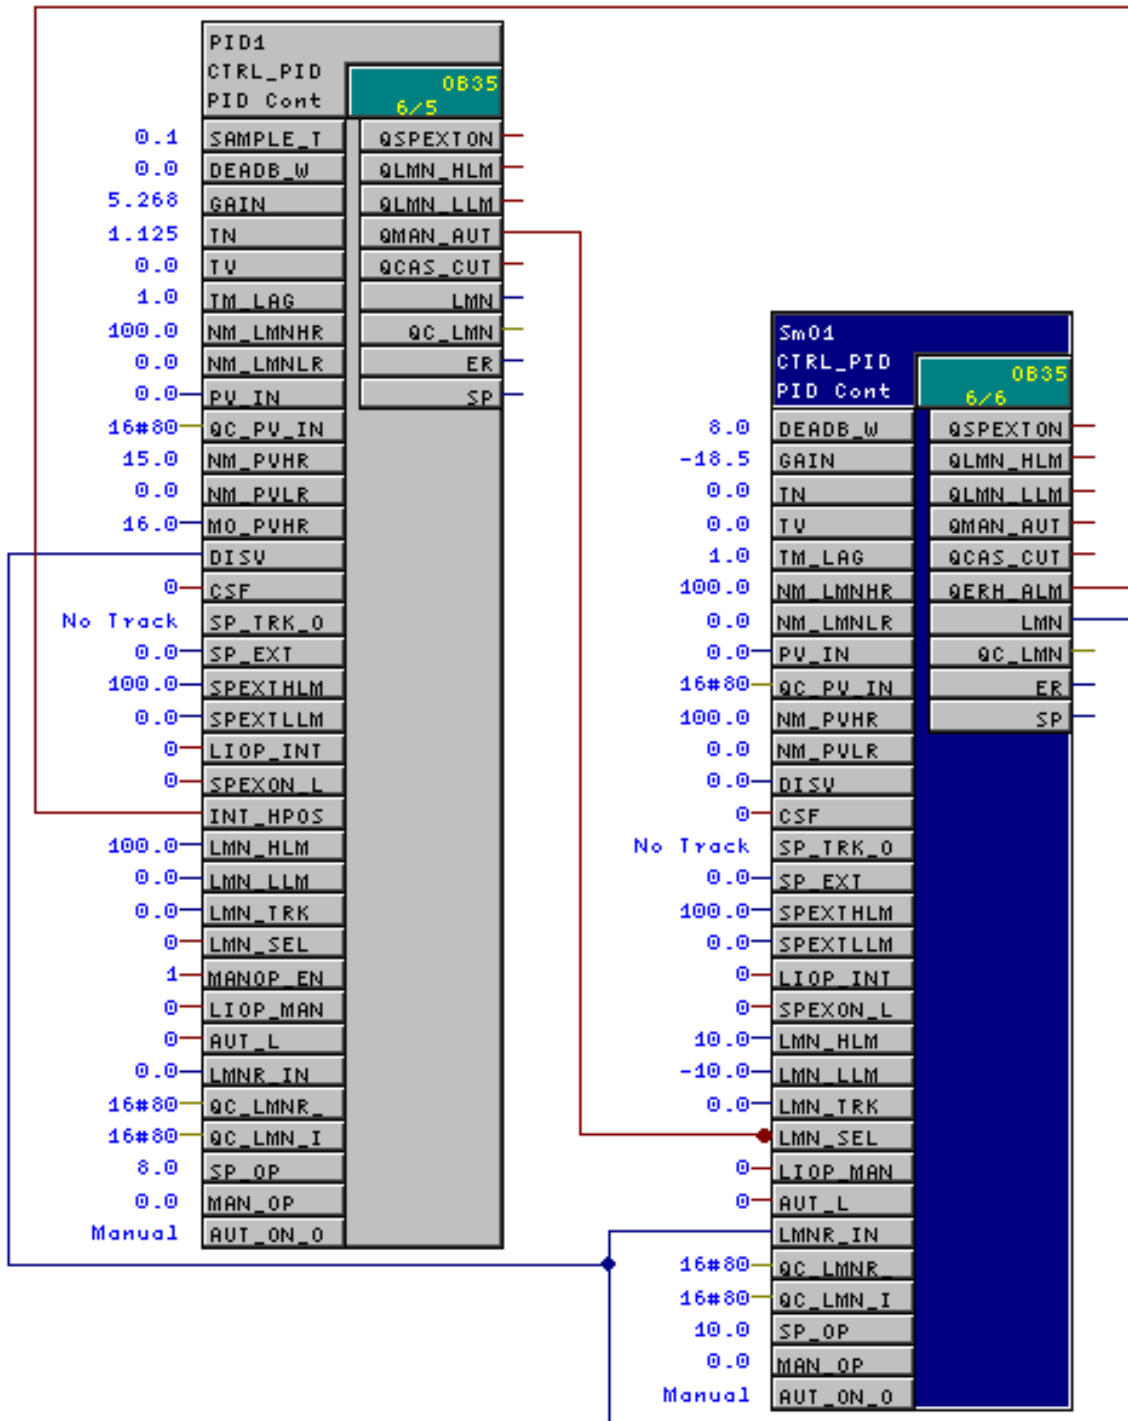 PID1
CTRL_PID
PID Cont
OB35
6/5
0.1 SAMPLE_T QSPEXTON
0.0 DEADB_W QLMN_HLM
5.268 GAIN QLMN_LLM
1.125 TN QMAN_AUT
0.0 TV QCAS_CUT
1.0 TM_LAG LMN
100.0 NM_LMNHR QC_LMN
0.0 NM_LMNLR ER
0.0 PV_IN SP
16#80 QC_PV_IN
15.0 NM_PVHR
0.0 NM_PVLR
16.0 MO_PVHR
DISV
0 CSF
No Track SP_TRK_O
0.0 SP_EXT
100.0 SPEXTHLM
0.0 SPEXTLLM
0 LIOP_INT
0 SPEXON_L
INT_HPOS
100.0 LMN_HLM
0.0 LMN_LLM
0.0 LMN_TRK
0 LMN_SEL
1 MANOP_EN
0 LIOP_MAN
0 AUT_L
0.0 LMNR_IN
16#80 QC_LMNR_
16#80 QC_LMN_I
8.0 SP_OP
0.0 MAN_OP
Manual AUT_ON_O
Sm01
CTRL_PID
PID Cont
OB35
6/6
8.0 DEADB_W QSPEXTON
-18.5 GAIN QLMN_HLM
0.0 TN QLMN_LLM
0.0 TV QMAN_AUT
1.0 TM_LAG QCAS_CUT
100.0 NM_LMNHR QERH_ALM
0.0 NM_LMNLR LMN
0.0 PV_IN QC_LMN
16#80 QC_PV_IN ER
100.0 NM_PVHR SP
0.0 NM_PVLR
0.0 DISV
0 CSF
No Track SP_TRK_O
0.0 SP_EXT
100.0 SPEXTHLM
0.0 SPEXTLLM
0 LIOP_INT
0 SPEXON_L
10.0 LMN_HLM
-10.0 LMN_LLM
0.0 LMN_TRK
LMN_SEL
0 LIOP_MAN
0 AUT_L
LMNR_IN
16#80 QC_LMNR_
16#80 QC_LMN_I
10.0 SP_OP
0.0 MAN_OP
Manual AUT_ON_O